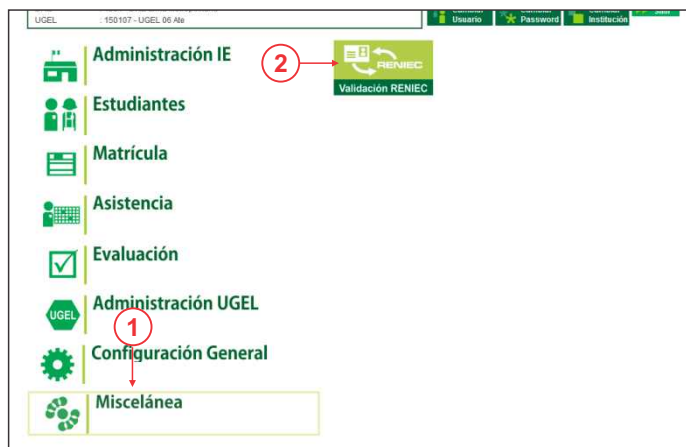 UGEL : 150107 - UGEL 06 Ate
Usuario
Password
Institución
Administración IE
2
RENIEC
Validación RENIEC
Estudiantes
Matrícula
Asistencia
Evaluación
UGEL
Administración UGEL
1
Configuración General
Miscelánea